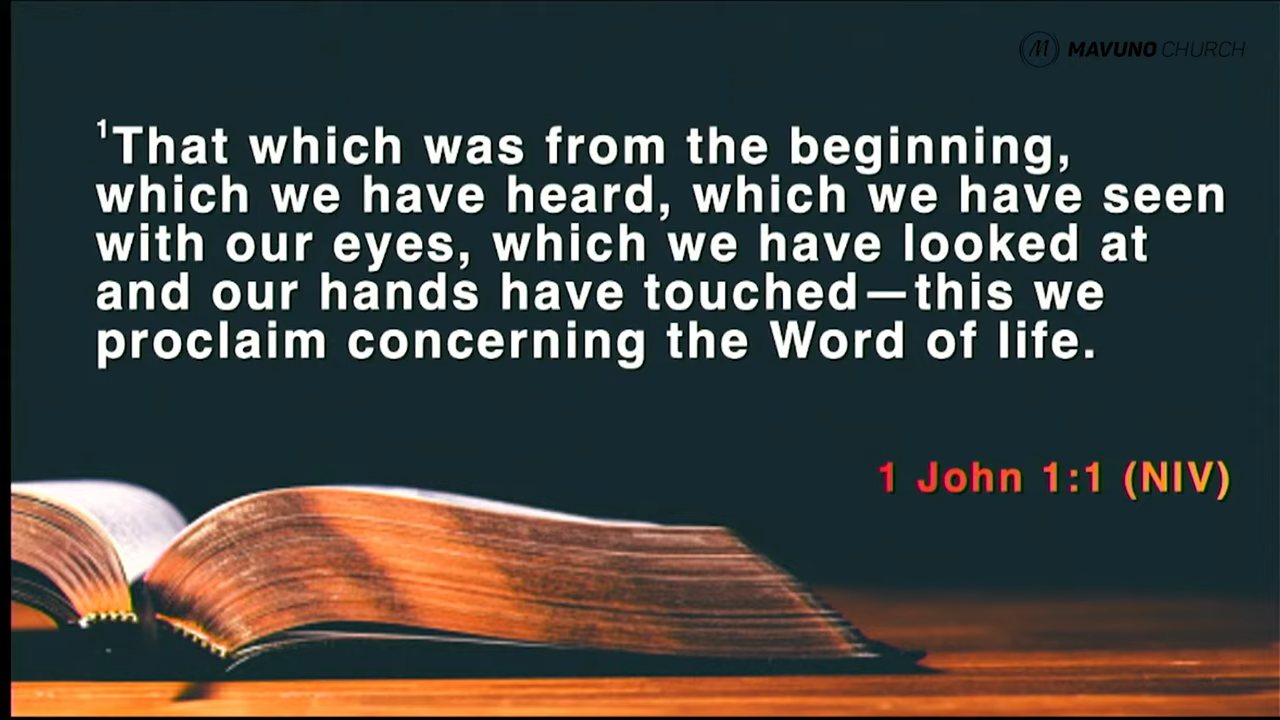 MAVUNO CHURCH
¹That which was from the beginning,
which we have heard, which we have seen
with our eyes, which we have looked at
and our hands have touched—this we
proclaim concerning the Word of life.
1 John 1:1 (NIV)